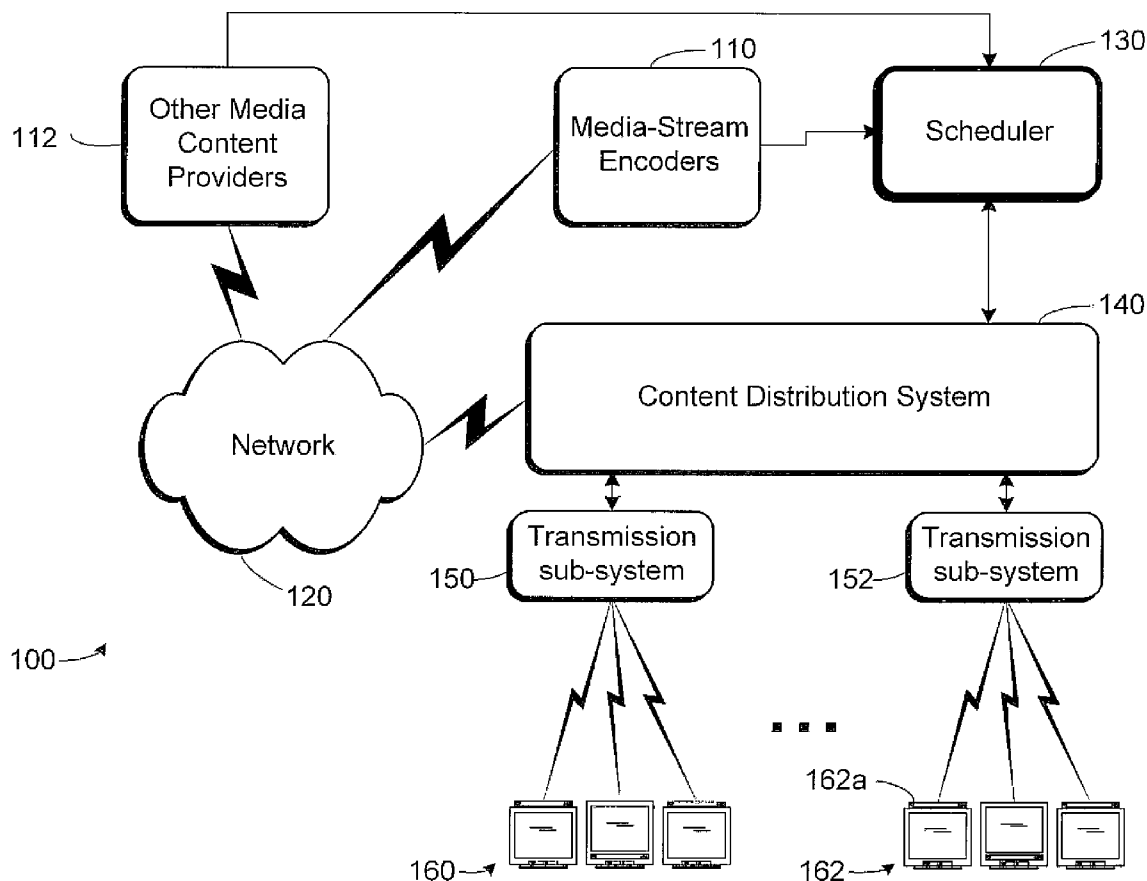 110
130
Other Media
Content
Providers
112
Media-Stream
Encoders
Scheduler
140
Content Distribution System
Network
120
Transmission
sub-system
150
Transmission
sub-system
152
100
162a
160
162